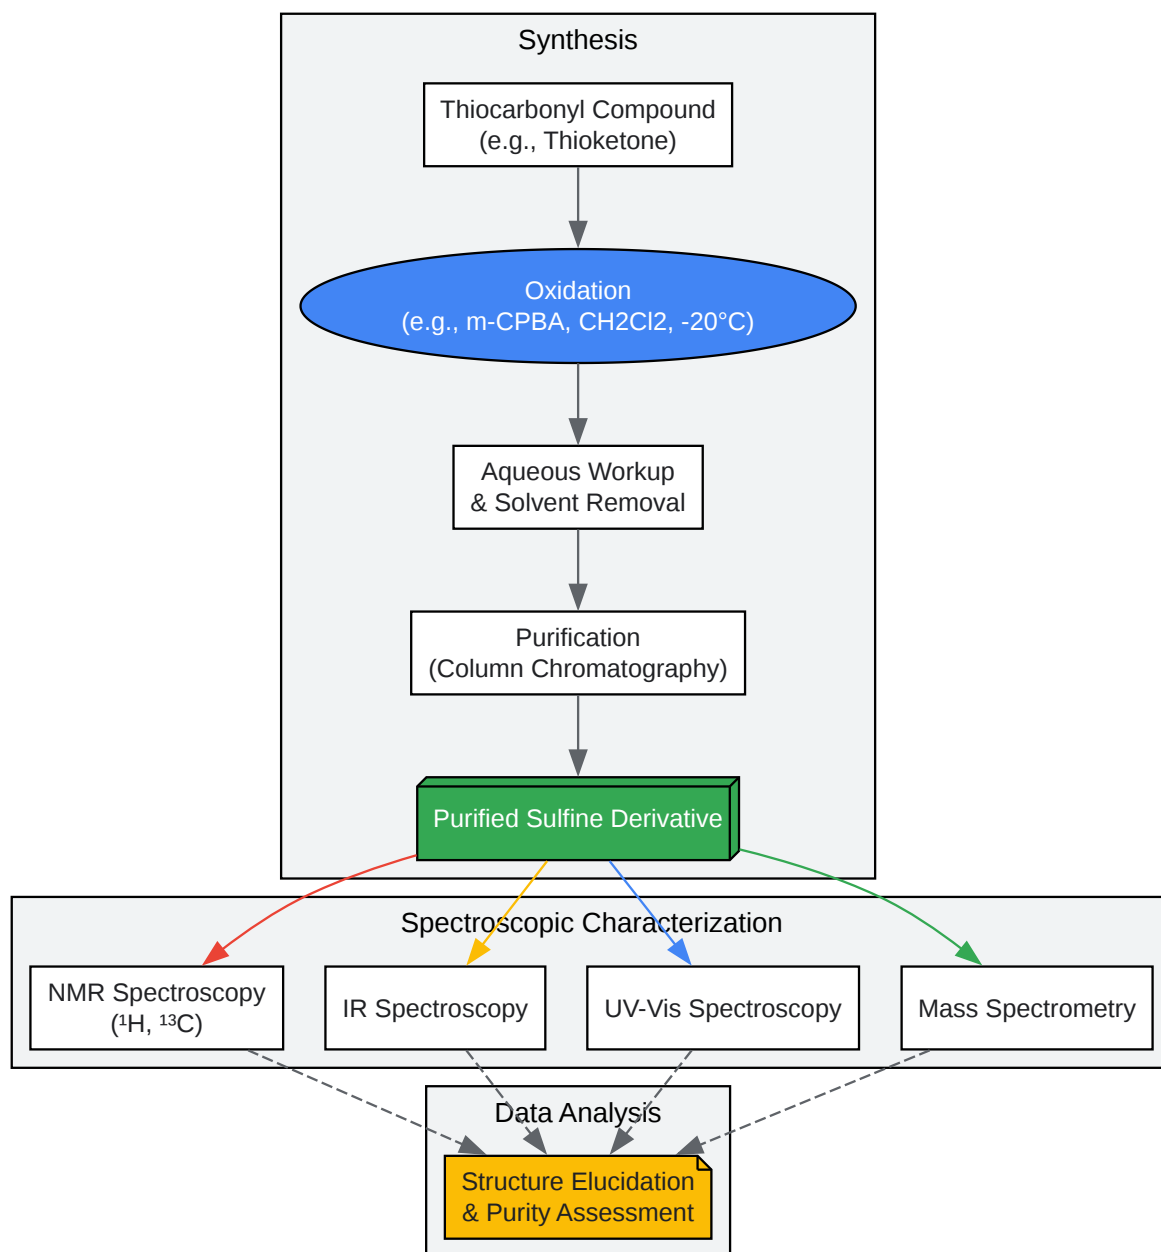 Synthesis
Thiocarbonyl Compound
(e.g., Thioketone)
Oxidation
(e.g., m-CPBA, CH2Cl2, -20°C)
Aqueous Workup
& Solvent Removal
Purification
(Column Chromatography)
Purified Sulfine Derivative
Spectroscopic Characterization
NMR Spectroscopy
(¹H, ¹³C)
IR Spectroscopy
UV-Vis Spectroscopy
Mass Spectrometry
Data Analysis
Structure Elucidation
& Purity Assessment